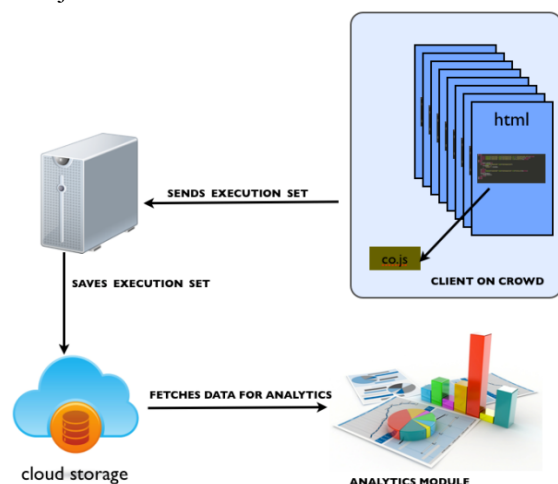 html
co.js
CLIENT ON CROWD
SENDS EXECUTION SET
SAVES EXECUTION SET
FETCHES DATA FOR ANALYTICS
cloud storage
ANALYTICS MODULE